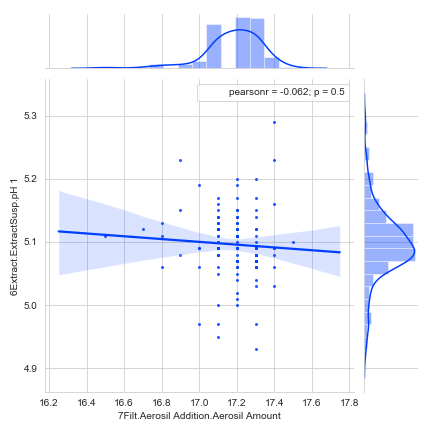 pearsonr = -0.062; p = 0.5
5.3
5.2
5.1
5.0
4.9
6Extract.ExtractSusp.pH 1
16.2 16.4 16.6 16.8 17.0 17.2 17.4 17.6 17.8
7Filt.Aerosil Addition.Aerosil Amount